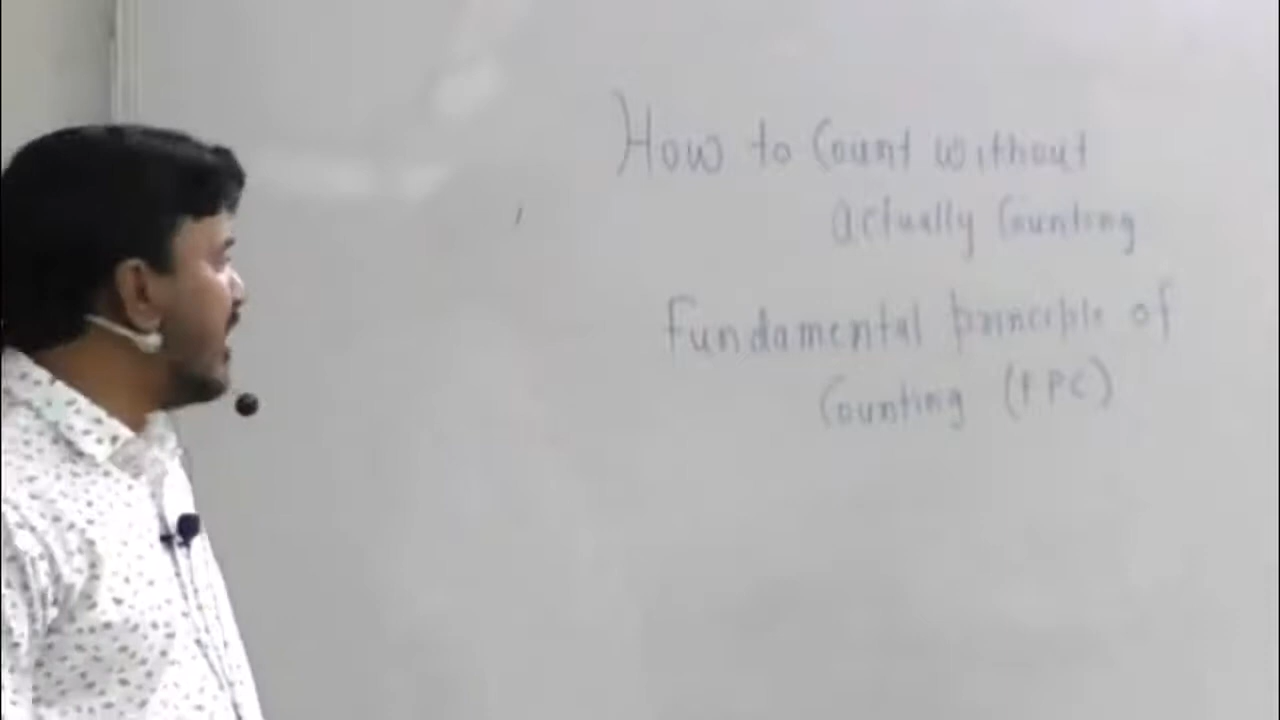 How to Count without
actually Counting
Fundamental principle of
Counting (FPC)